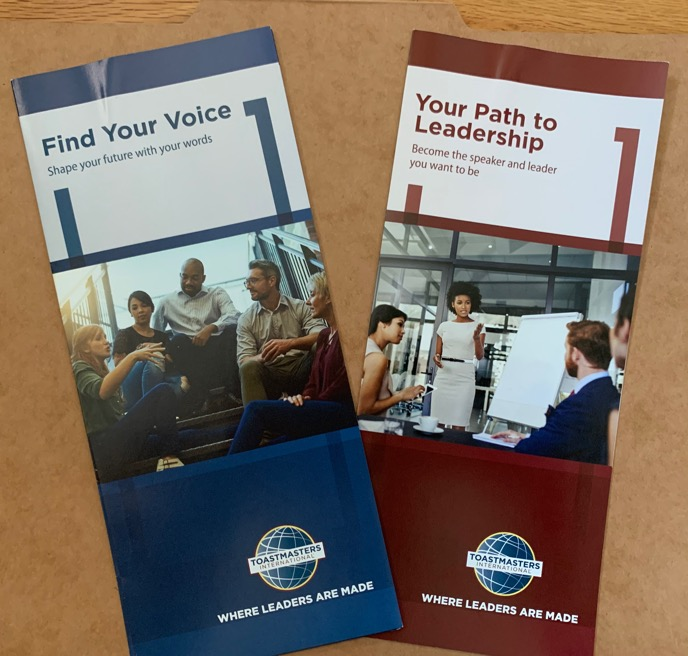 Find Your Voice
Shape your future with your words
TOASTMASTERS
INTERNATIONAL
WHERE LEADERS ARE MADE
Your Path to
Leadership
Become the speaker and leader
you want to be
TOASTMASTERS
INTERNATIONAL
WHERE LEADERS ARE MADE